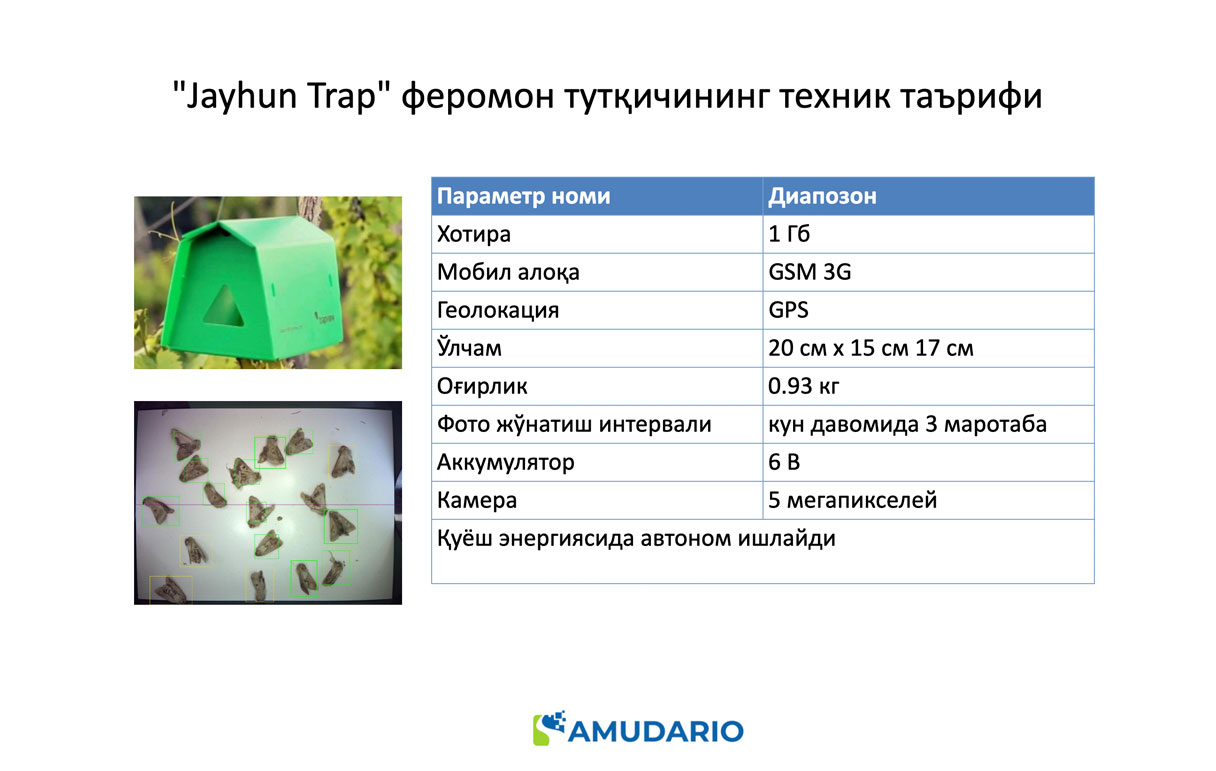 "Jayhun Trap" феромон тутқичининг техник таърифи
Параметр номи Диапозон
Хотира 1 Гб
Мобил алоқа GSM 3G
Геолокация GPS
Ўлчам 20 см x 15 см 17 см
Оғирлик 0.93 кг
Фото жўнатиш интервали кун давомида 3 маротаба
Аккумулятор 6 В
Камера 5 мегапикселей
Қуёш энергиясида автоном ишлайди
AMUDARIO